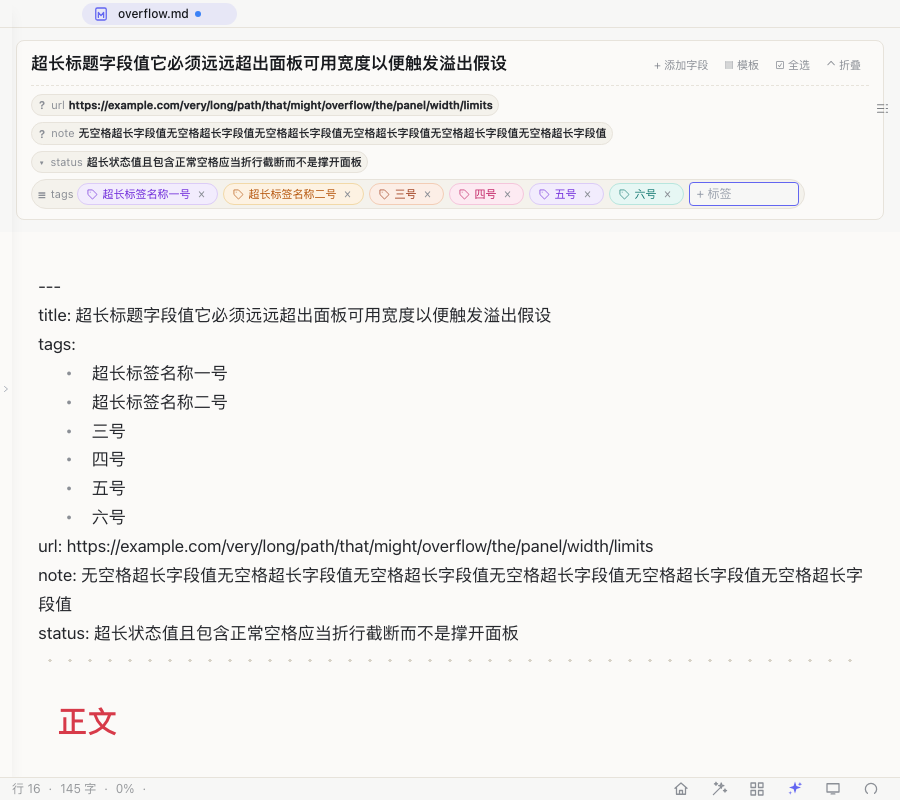 overflow.md
超长标题字段值它必须远远超出面板可用宽度以便触发溢出假设
+ 添加字段 模板 全选 折叠
? url https://example.com/very/long/path/that/might/overflow/the/panel/width/limits
? note 无空格超长字段值无空格超长字段值无空格超长字段值无空格超长字段值无空格超长字段值无空格超长字段值
status 超长状态值且包含正常空格应当折行截断而不是撑开面板
tags 超长标签名称一号 × 超长标签名称二号 × 三号 × 四号 × 五号 × 六号 × + 标签
---
title: 超长标题字段值它必须远远超出面板可用宽度以便触发溢出假设
tags:
• 超长标签名称一号
• 超长标签名称二号
• 三号
• 四号
• 五号
• 六号
url: https://example.com/very/long/path/that/might/overflow/the/panel/width/limits
note: 无空格超长字段值无空格超长字段值无空格超长字段值无空格超长字段值无空格超长字段值无空格超长字
段值
status: 超长状态值且包含正常空格应当折行截断而不是撑开面板
正文
行 16 · 145 字 · 0% ·